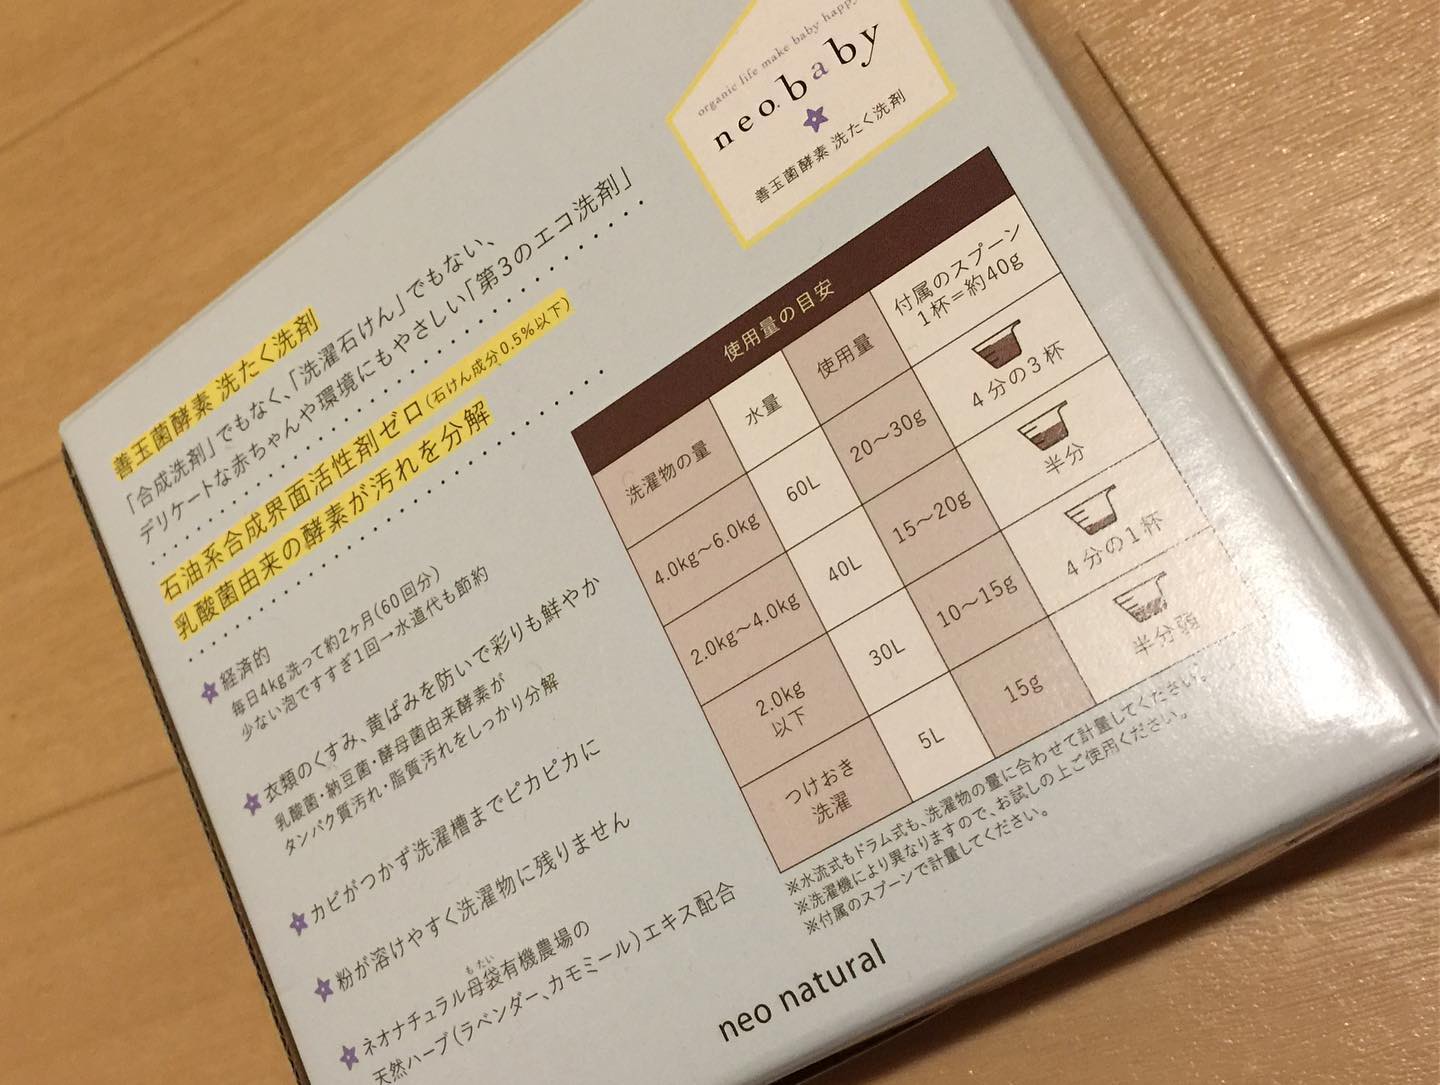 organic life make baby happy
neo baby
善玉菌酵素 洗たく洗剤
善玉菌酵素 洗たく洗剤
「合成洗剤」でもなく、「洗濯石けん」でもない、
デリケートな赤ちゃんや環境にもやさしい「第3のエコ洗剤」
石油系合成界面活性剤ゼロ(石けん成分0.5%以下)
乳酸菌由来の酵素が汚れを分解
経済的
毎日4kg洗って約2ヶ月(60回分)
少ない泡ですすぎ1回→水道代も節約
衣類のくすみ、黄ばみを防いで彩りも鮮やか
乳酸菌・納豆菌・酵母菌由来酵素が
タンパク質汚れ・脂質汚れをしっかり分解
カビがつかず洗濯槽までピカピカに
粉が溶けやすく洗濯物に残りません
ネオナチュラル母袋有機農場の
もたい
天然ハーブ(ラベンダー、カモミール)エキス配合
使用量の目安
洗濯物の量 水量 使用量 付属のスプーン
1杯=約40g
4.0kg〜6.0kg 60L 20〜30g 4分の3杯
2.0kg〜4.0kg 40L 15〜20g 半分
2.0kg
以下 30L 10〜15g 4分の1杯
つけおき
洗濯 5L 15g 半分弱
※水流式もドラム式も、洗濯物の量に合わせて計量してください。
※洗濯機により異なりますので、お試しの上ご使用ください。
※付属のスプーンで計量してください。
neo natural